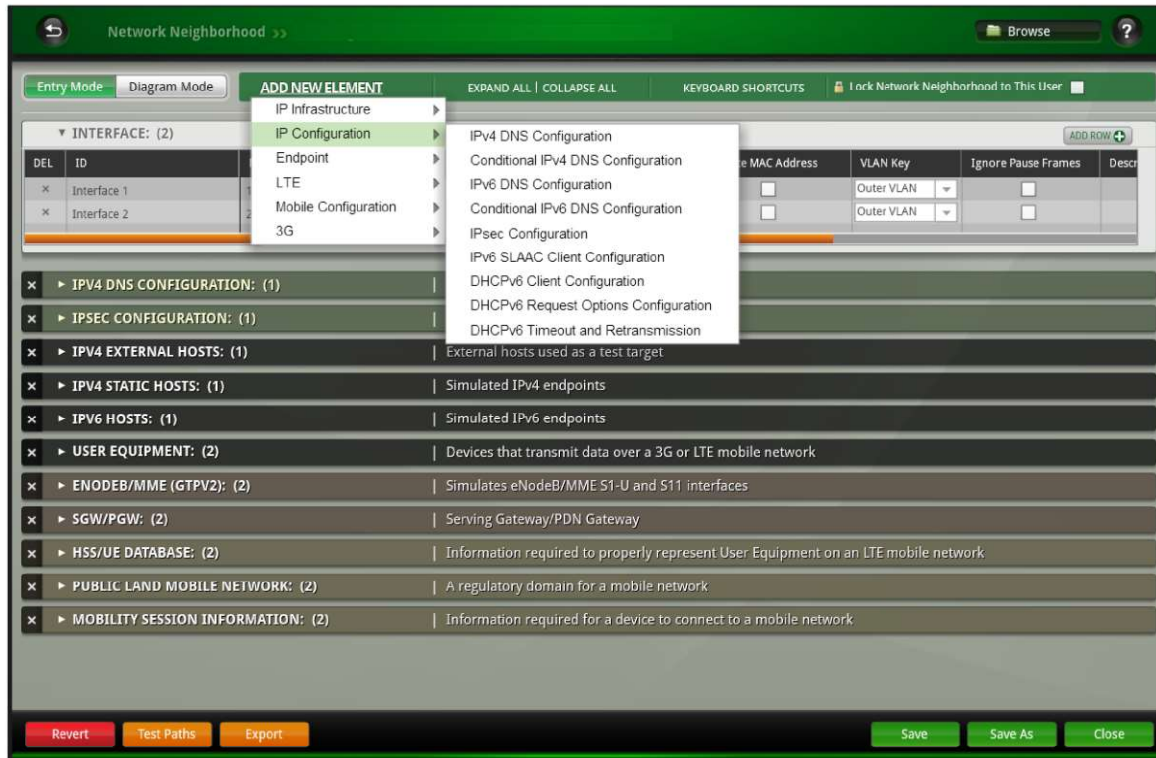 Network Neighborhood >>
Browse
?
Entry Mode
Diagram Mode
ADD NEW ELEMENT
EXPAND ALL | COLLAPSE ALL
KEYBOARD SHORTCUTS
Lock Network Neighborhood to This User
IP Infrastructure
IP Configuration
Endpoint
LTE
Mobile Configuration
3G
IPv4 DNS Configuration
Conditional IPv4 DNS Configuration
IPv6 DNS Configuration
Conditional IPv6 DNS Configuration
IPsec Configuration
IPv6 SLAAC Client Configuration
DHCPv6 Client Configuration
DHCPv6 Request Options Configuration
DHCPv6 Timeout and Retransmission
INTERFACE: (2)
ADD ROW
DEL ID MAC Address VLAN Key Ignore Pause Frames
× Interface 1 Outer VLAN
× Interface 2 Outer VLAN
× IPV4 DNS CONFIGURATION: (1) |
× IPSEC CONFIGURATION: (1) |
× IPV4 EXTERNAL HOSTS: (1) | External hosts used as a test target
× IPV4 STATIC HOSTS: (1) | Simulated IPv4 endpoints
× IPV6 HOSTS: (1) | Simulated IPv6 endpoints
× USER EQUIPMENT: (2) | Devices that transmit data over a 3G or LTE mobile network
× ENODEB/MME (GTPV2): (2) | Simulates eNodeB/MME S1-U and S11 interfaces
× SGW/PGW: (2) | Serving Gateway/PDN Gateway
× HSS/UE DATABASE: (2) | Information required to properly represent User Equipment on an LTE mobile network
× PUBLIC LAND MOBILE NETWORK: (2) | A regulatory domain for a mobile network
× MOBILITY SESSION INFORMATION: (2) | Information required for a device to connect to a mobile network
Revert
Test Paths
Export
Save
Save As
Close